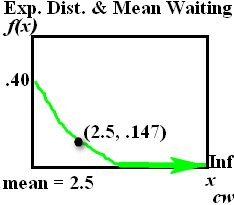 Exp. Dist. & Mean Waiting
f(x)
.40
(2.5, .147)
Inf
mean = 2.5
x
cw